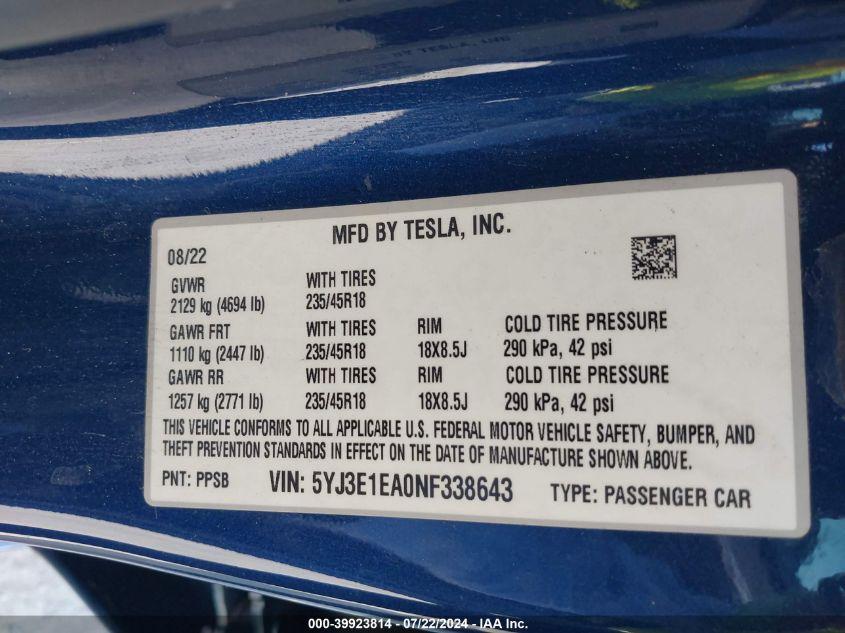 MFD BY TESLA, INC.
08/22
GVWR WITH TIRES
2129 kg (4694 lb) 235/45R18
GAWR FRT WITH TIRES RIM COLD TIRE PRESSURE
1110 kg (2447 lb) 235/45R18 18X8.5J 290 kPa, 42 psi
GAWR RR WITH TIRES RIM COLD TIRE PRESSURE
1257 kg (2771 lb) 235/45R18 18X8.5J 290 kPa, 42 psi
THIS VEHICLE CONFORMS TO ALL APPLICABLE U.S. FEDERAL MOTOR VEHICLE SAFETY, BUMPER, AND
THEFT PREVENTION STANDARDS IN EFFECT ON THE DATE OF MANUFACTURE SHOWN ABOVE.
PNT: PPSB VIN: 5YJ3E1EA0NF338643 TYPE: PASSENGER CAR
000-39923814 - 07/22/2024 - IAA Inc.